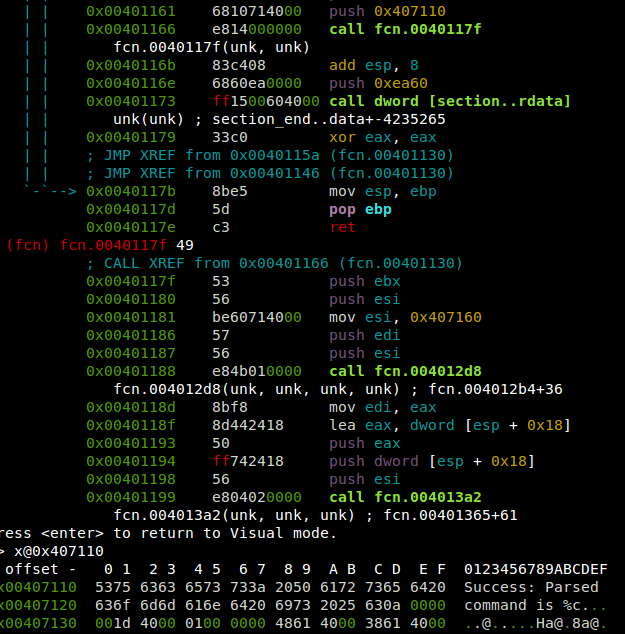 | | 0x00401161 6810714000 push 0x407110
| | 0x00401166 e814000000 call fcn.0040117f
| | fcn.0040117f(unk, unk)
| | 0x0040116b 83c408 add esp, 8
| | 0x0040116e 6860ea0000 push 0xea60
| | 0x00401173 ff1500604000 call dword [section..rdata]
| | unk(unk) ; section_end..data+-4235265
| | 0x00401179 33c0 xor eax, eax
| | ; JMP XREF from 0x0040115a (fcn.00401130)
| | ; JMP XREF from 0x00401146 (fcn.00401130)
`-`--> 0x0040117b 8be5 mov esp, ebp
0x0040117d 5d pop ebp
0x0040117e c3 ret
(fcn) fcn.0040117f 49
; CALL XREF from 0x00401166 (fcn.00401130)
0x0040117f 53 push ebx
0x00401180 56 push esi
0x00401181 be60714000 mov esi, 0x407160
0x00401186 57 push edi
0x00401187 56 push esi
0x00401188 e84b010000 call fcn.004012d8
fcn.004012d8(unk, unk, unk, unk) ; fcn.004012b4+36
0x0040118d 8bf8 mov edi, eax
0x0040118f 8d442418 lea eax, dword [esp + 0x18]
0x00401193 50 push eax
0x00401194 ff742418 push dword [esp + 0x18]
0x00401198 56 push esi
0x00401199 e804020000 call fcn.004013a2
fcn.004013a2(unk, unk, unk) ; fcn.00401365+61
ress <enter> to return to Visual mode.
> x@0x407110
offset - 0 1 2 3 4 5 6 7 8 9 A B C D E F 0123456789ABCDEF
x00407110 5375 6363 6573 733a 2050 6172 7365 6420 Success: Parsed
x00407120 636f 6d6d 616e 6420 6973 2025 630a 0000 command is %c...
x00407130 001d 4000 0100 0000 4861 4000 3861 4000 ..@.....Ha@.8a@.